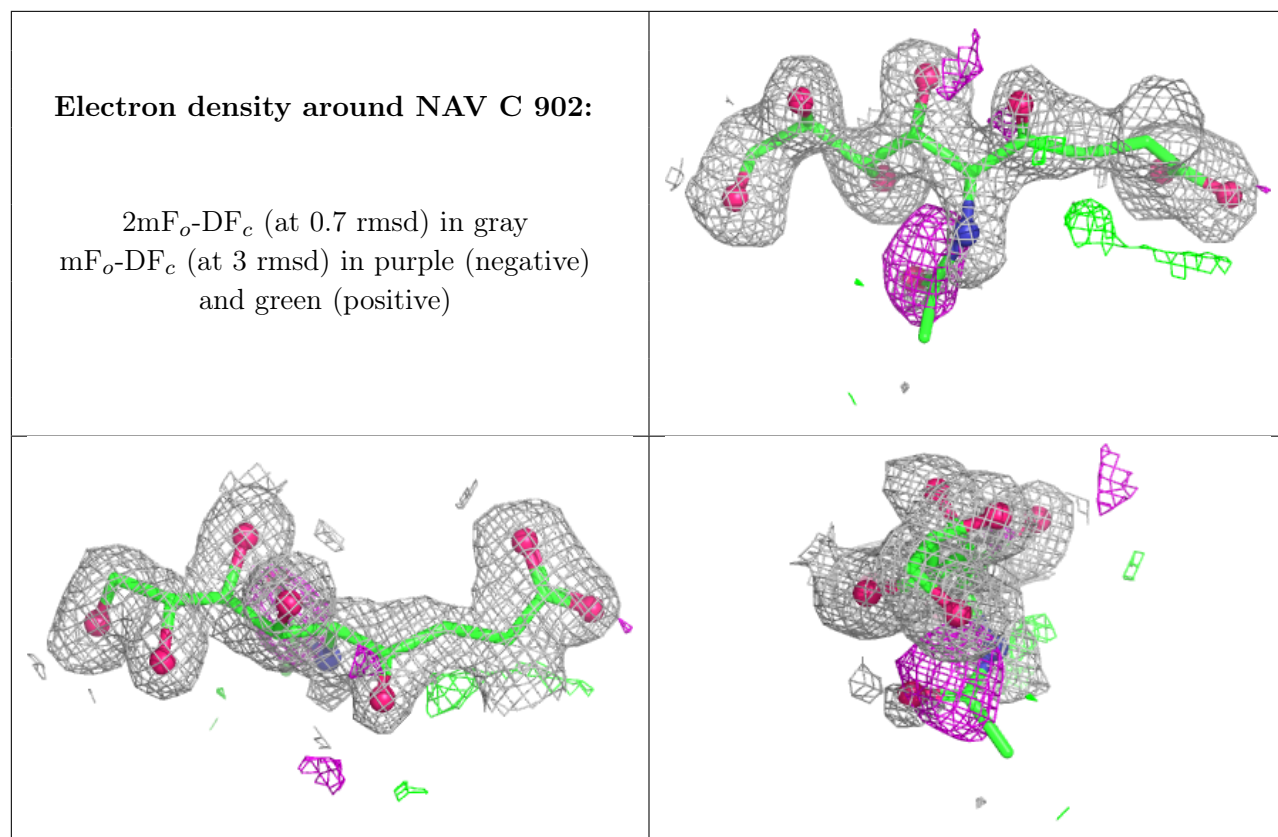 Electron density around NAV C 902:
2mFₒ-DF𝒸 (at 0.7 rmsd) in gray
mFₒ-DF𝒸 (at 3 rmsd) in purple (negative)
and green (positive)